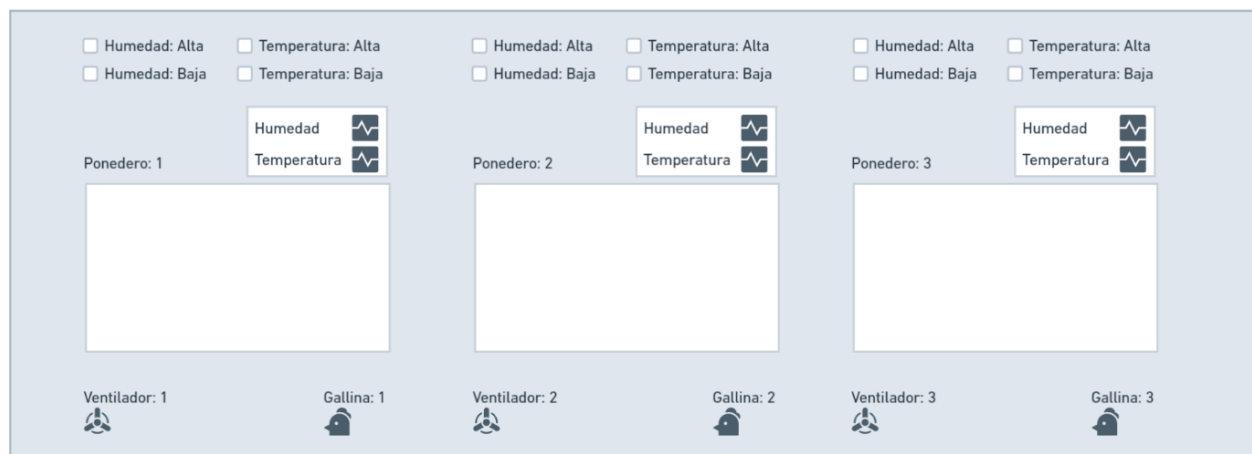 Humedad: Alta Temperatura: Alta Humedad: Alta Temperatura: Alta Humedad: Alta Temperatura: Alta
Humedad: Baja Temperatura: Baja Humedad: Baja Temperatura: Baja Humedad: Baja Temperatura: Baja
Humedad Humedad Humedad
Ponedero: 1 Temperatura Ponedero: 2 Temperatura Ponedero: 3 Temperatura
Ventilador: 1 Gallina: 1 Ventilador: 2 Gallina: 2 Ventilador: 3 Gallina: 3